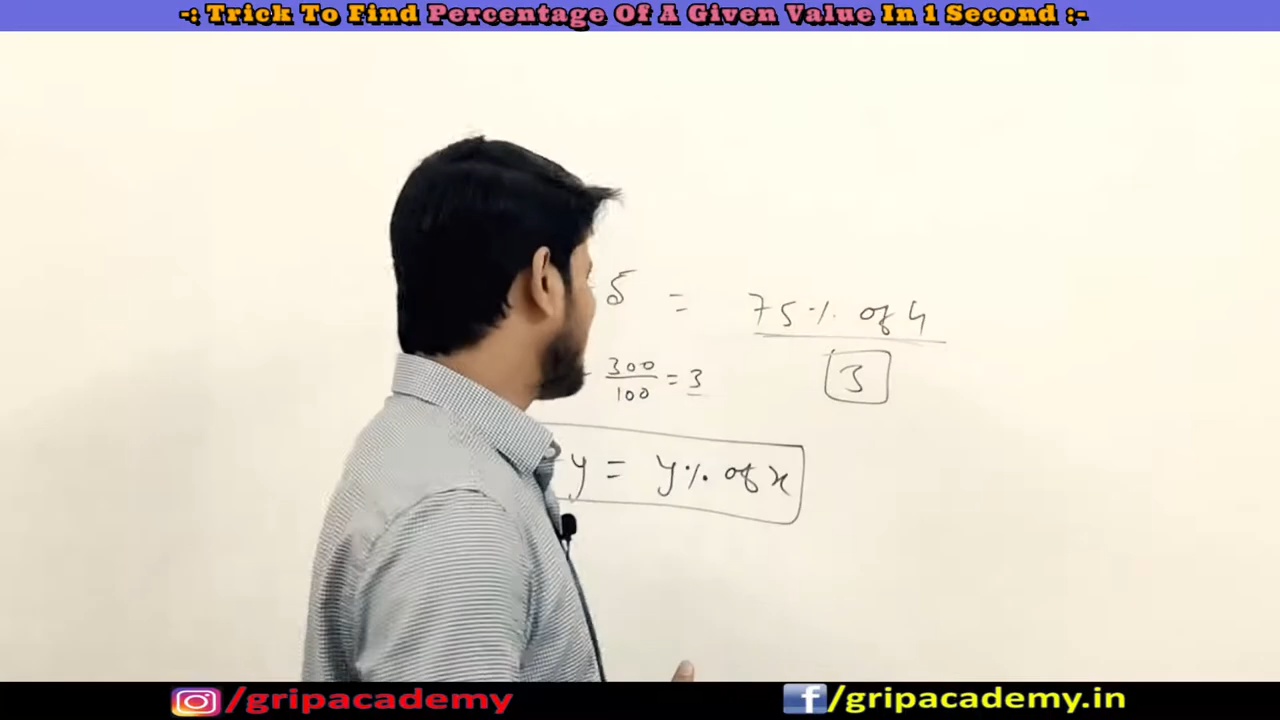 -: Trick To Find Percentage Of A Given Value In 1 Second :-
5 = 75% of 4
300/100 = 3
3
y = y% of x
/gripacademy
/gripacademy.in